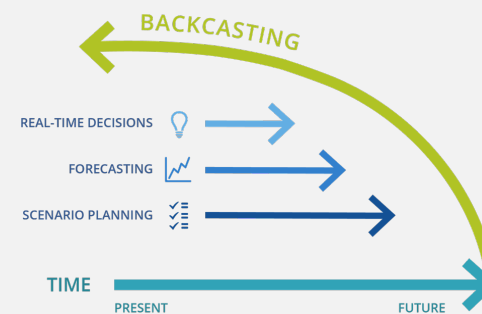 BACKCASTING
REAL-TIME DECISIONS
FORECASTING
SCENARIO PLANNING
TIME
PRESENT
FUTURE